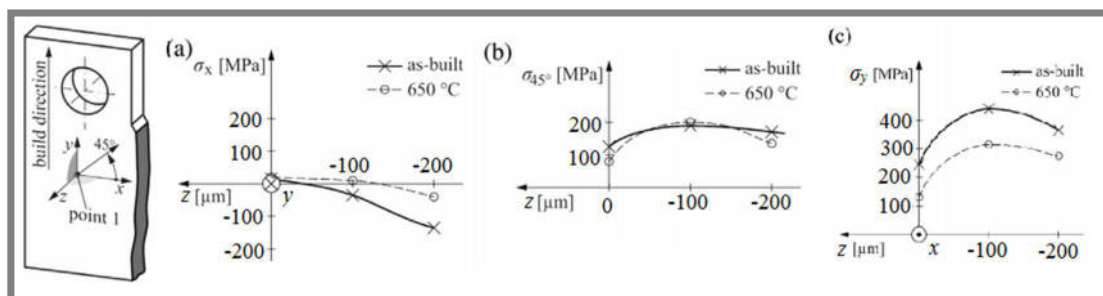 build direction
y
45°
x
z
point 1
(a)
σx [MPa]
as-built
650 °C
200
100
-100
-200
z [μm]
y
-100
-200
(b)
σ45° [MPa]
as-built
650 °C
200
100
z [μm]
0
-100
-200
(c)
σy [MPa]
as-built
650 °C
400
300
200
100
z [μm]
x
-100
-200